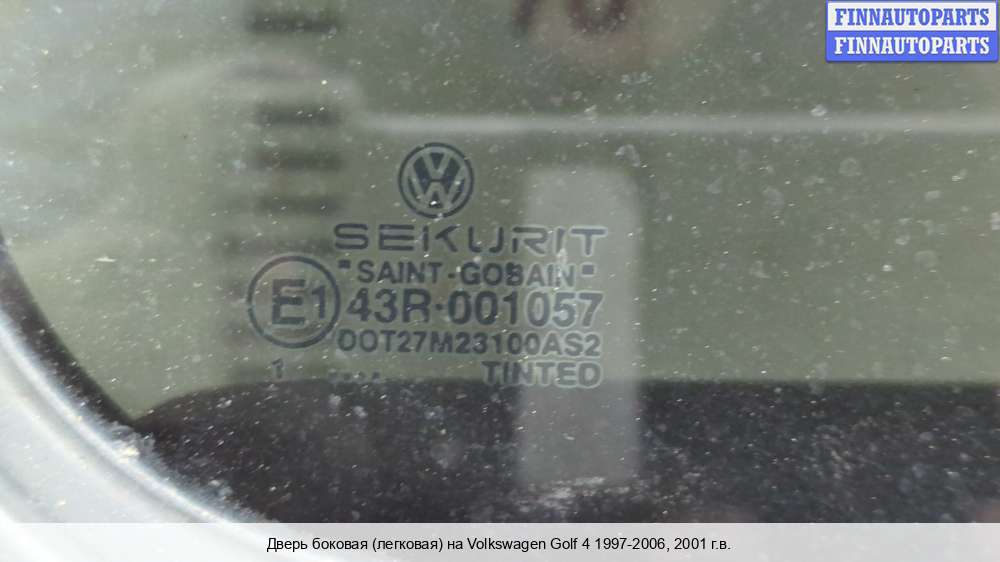 FINNAUTOPARTS
FINNAUTOPARTS
SEKURIT
"SAINT-GOBAIN"
E1 43R-001057
DOT27M23100AS2
1 .... TINTED
Дверь боковая (легковая) на Volkswagen Golf 4 1997-2006, 2001 г.в.